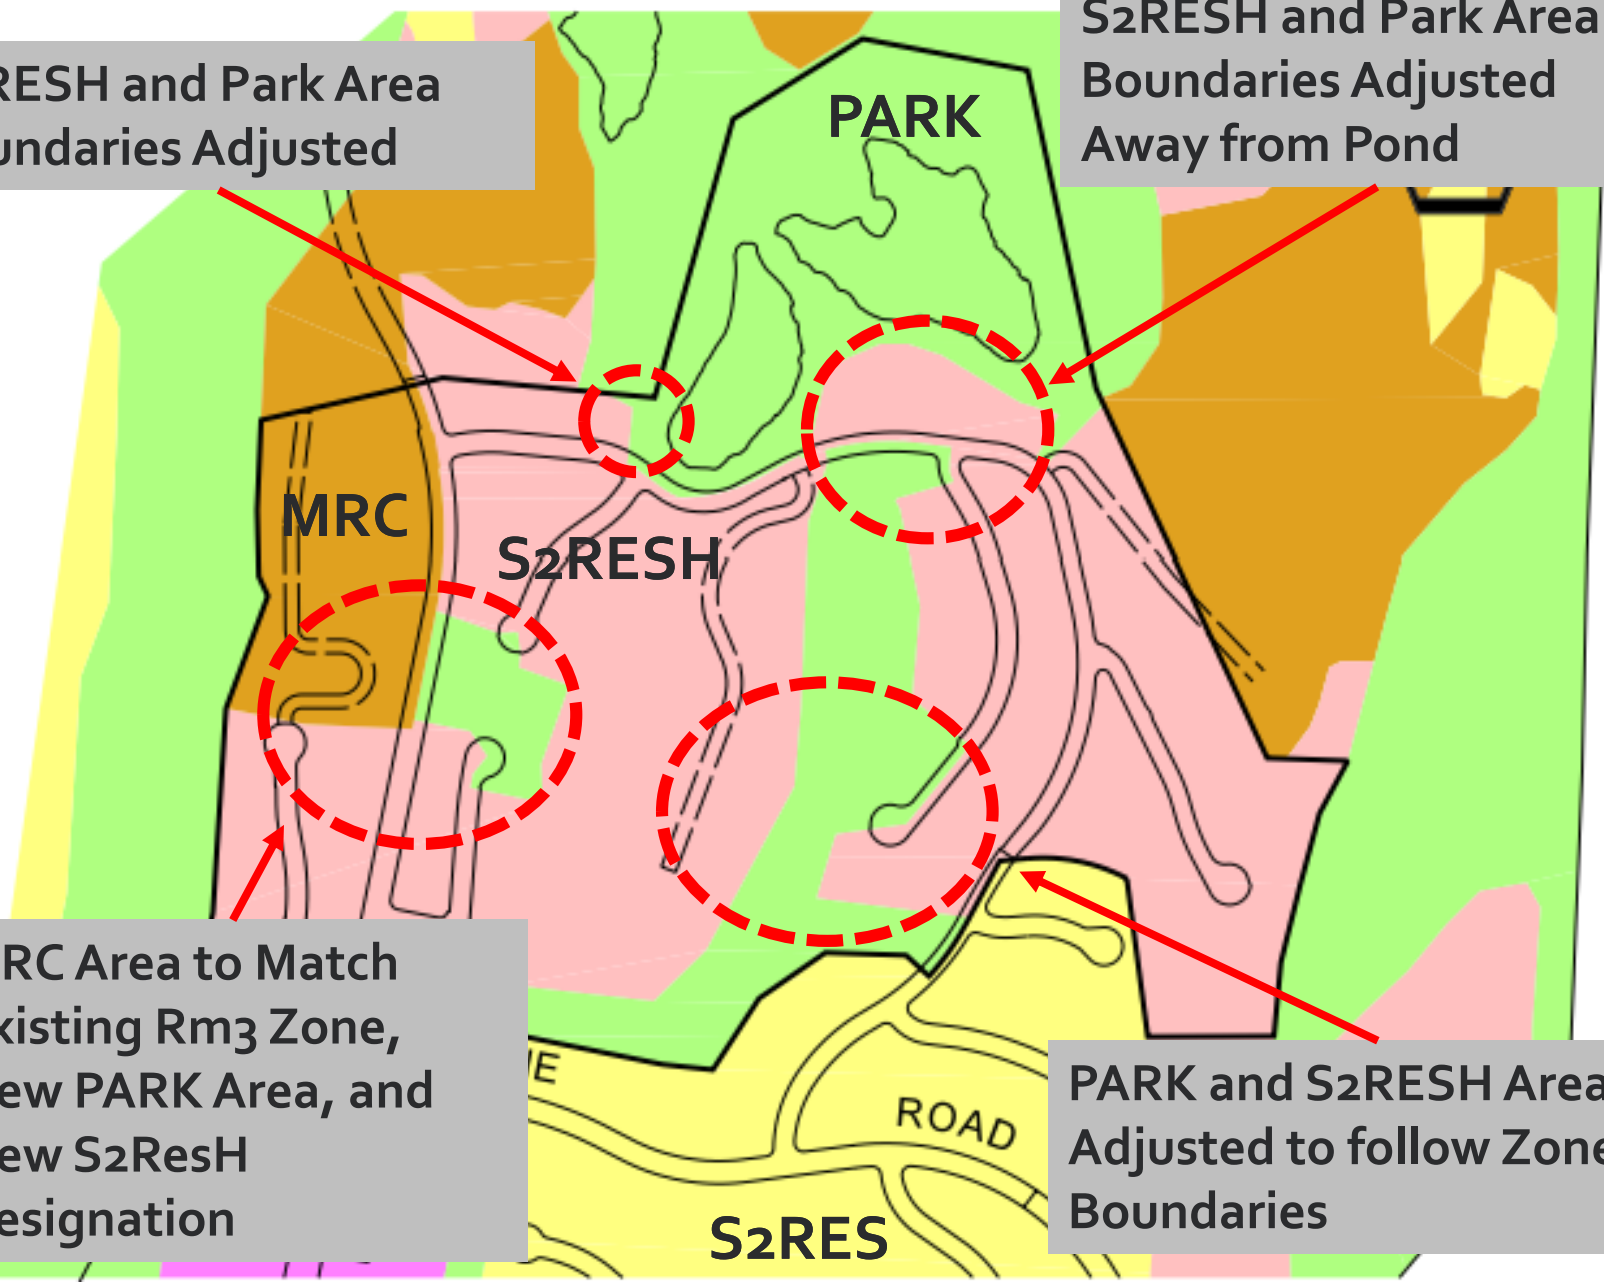 S2RESH and Park Area
Boundaries Adjusted
Away from Pond
RESH and Park Area
undaries Adjusted
PARK
MRC
S2RESH
RC Area to Match
xisting Rm3 Zone,
ew PARK Area, and
ew S2ResH
esignation
PARK and S2RESH Area
Adjusted to follow Zone
Boundaries
E
ROAD
S2RES